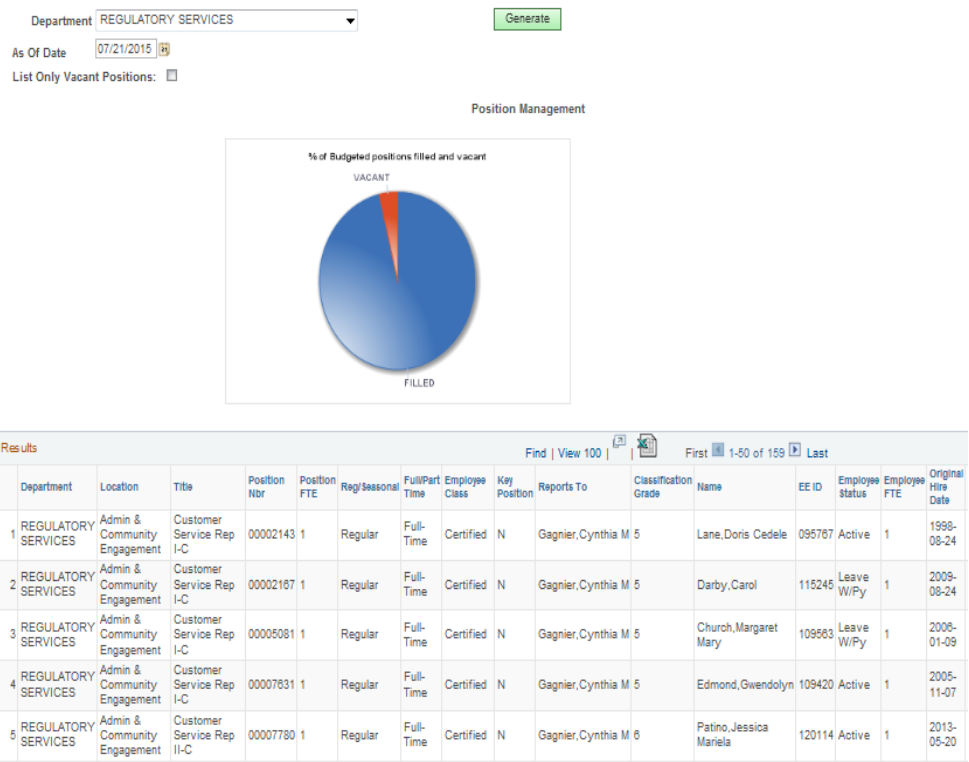 Department REGULATORY SERVICES
Generate
As Of Date 07/21/2015
List Only Vacant Positions:
Position Management
% of Budgeted positions filled and vacant
VACANT
FILLED
Results
Find | View 100 | |
First 1-50 of 159 Last
Department Location Title Position Nbr Position FTE Reg/Seasonal Full/Part Time Employee Class Key Position Reports To Classification Grade Name EE ID Employee Status Employee FTE Original Hire Date
1 REGULATORY SERVICES Admin & Community Engagement Customer Service Rep I-C 00002143 1 Regular Full-Time Certified N Gagnier,Cynthia M 5 Lane,Doris Cedele 095767 Active 1 1998-08-24
2 REGULATORY SERVICES Admin & Community Engagement Customer Service Rep I-C 00002167 1 Regular Full-Time Certified N Gagnier,Cynthia M 5 Darby,Carol 115245 Leave W/Py 1 2009-08-24
3 REGULATORY SERVICES Admin & Community Engagement Customer Service Rep I-C 00005081 1 Regular Full-Time Certified N Gagnier,Cynthia M 5 Church,Margaret Mary 109563 Leave W/Py 1 2006-01-09
4 REGULATORY SERVICES Admin & Community Engagement Customer Service Rep I-C 00007631 1 Regular Full-Time Certified N Gagnier,Cynthia M 5 Edmond,Gwendolyn 109420 Active 1 2005-11-07
5 REGULATORY SERVICES Admin & Community Engagement Customer Service Rep II-C 00007780 1 Regular Full-Time Certified N Gagnier,Cynthia M 6 Patino,Jessica Mariela 120114 Active 1 2013-05-20